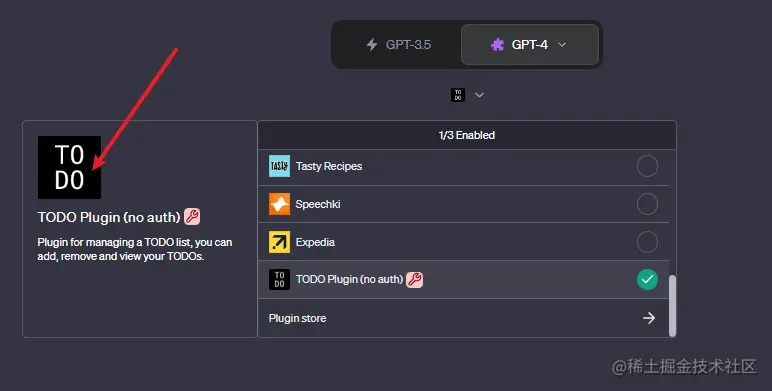 GPT-3.5
GPT-4
TO
DO
TO
DO
TODO Plugin (no auth)
Plugin for managing a TODO list, you can
add, remove and view your TODOs.
1/3 Enabled
TASTY
Tasty Recipes
Speechki
Expedia
TO
DO
TODO Plugin (no auth)
Plugin store
@稀土掘金技术社区